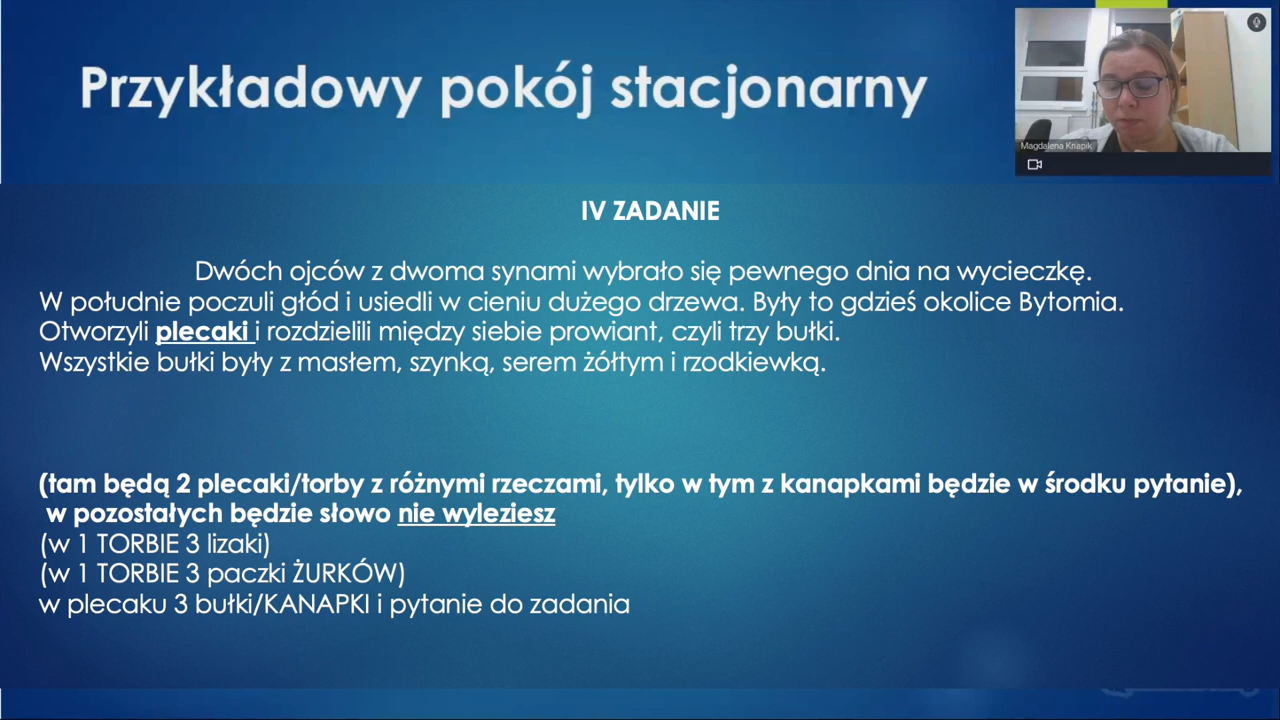 Przykładowy pokój stacjonarny
Magdalena Knapik
IV ZADANIE
Dwóch ojców z dwoma synami wybrało się pewnego dnia na wycieczkę.
W południe poczuli głód i usiedli w cieniu dużego drzewa. Były to gdzieś okolice Bytomia.
Otworzyli plecaki i rozdzielili między siebie prowiant, czyli trzy bułki.
Wszystkie bułki były z masłem, szynką, serem żółtym i rzodkiewką.
(tam będą 2 plecaki/torby z różnymi rzeczami, tylko w tym z kanapkami będzie w środku pytanie),
w pozostałych będzie słowo nie wyleziesz
(w 1 TORBIE 3 lizaki)
(w 1 TORBIE 3 paczki ŻURKÓW)
w plecaku 3 bułki/KANAPKI i pytanie do zadania